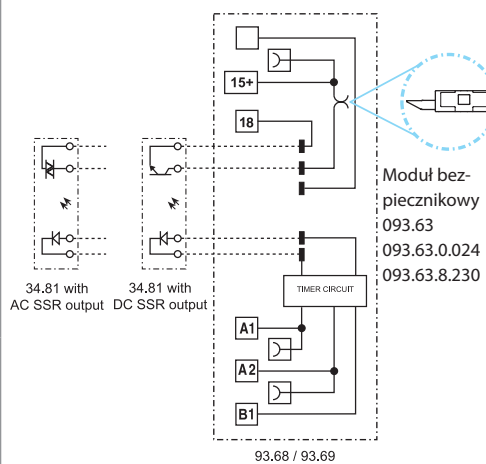 15+
18
Moduł bez-
piecznikowy
093.63
093.63.0.024
093.63.8.230
34.81 with
AC SSR output
34.81 with
DC SSR output
TIMER CIRCUIT
A1
A2
B1
93.68 / 93.69